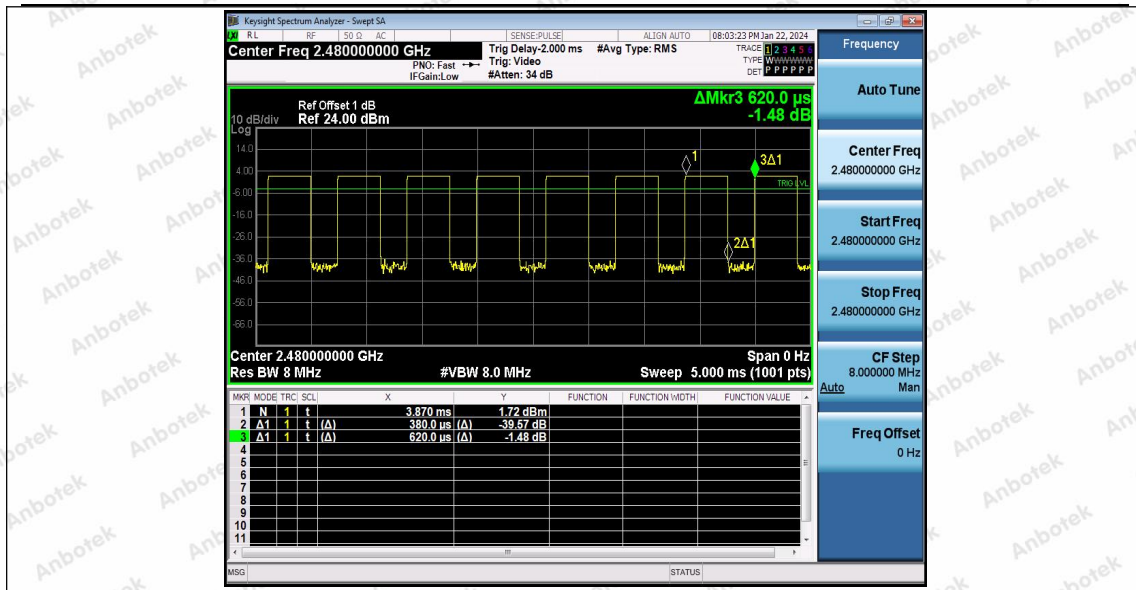 Keysight Spectrum Analyzer - Swept SA
LXI RL RF 50 Ω AC SENSE:PULSE ALIGN AUTO 08:03:23 PM Jan 22, 2024
Center Freq 2.480000000 GHz
Trig Delay-2.000 ms #Avg Type: RMS
TRACE 1 2 3 4 5 6
PNO: Fast Trig: Video
TYPE WWWWWW
IFGain:Low #Atten: 34 dB
DET P P P P P P
Frequency
Auto Tune
Center Freq
2.480000000 GHz
Start Freq
2.480000000 GHz
Stop Freq
2.480000000 GHz
CF Step
8.000000 MHz
Auto Man
Freq Offset
0 Hz
ΔMkr3 620.0 µs
-1.48 dB
Ref Offset 1 dB
10 dB/div Ref 24.00 dBm
Log
14.0
4.00
-6.00
-16.0
-26.0
-36.0
-46.0
-56.0
-66.0
1
3Δ1
TRIG LVL
2Δ1
Center 2.480000000 GHz Span 0 Hz
Res BW 8 MHz #VBW 8.0 MHz Sweep 5.000 ms (1001 pts)
MKR MODE TRC SCL X Y FUNCTION FUNCTION WIDTH FUNCTION VALUE
1 N 1 t 3.870 ms 1.72 dBm
2 Δ1 1 t (Δ) 380.0 µs (Δ) -39.57 dB
3 Δ1 1 t (Δ) 620.0 µs (Δ) -1.48 dB
4
5
6
7
8
9
10
11
MSG STATUS
Anbotek